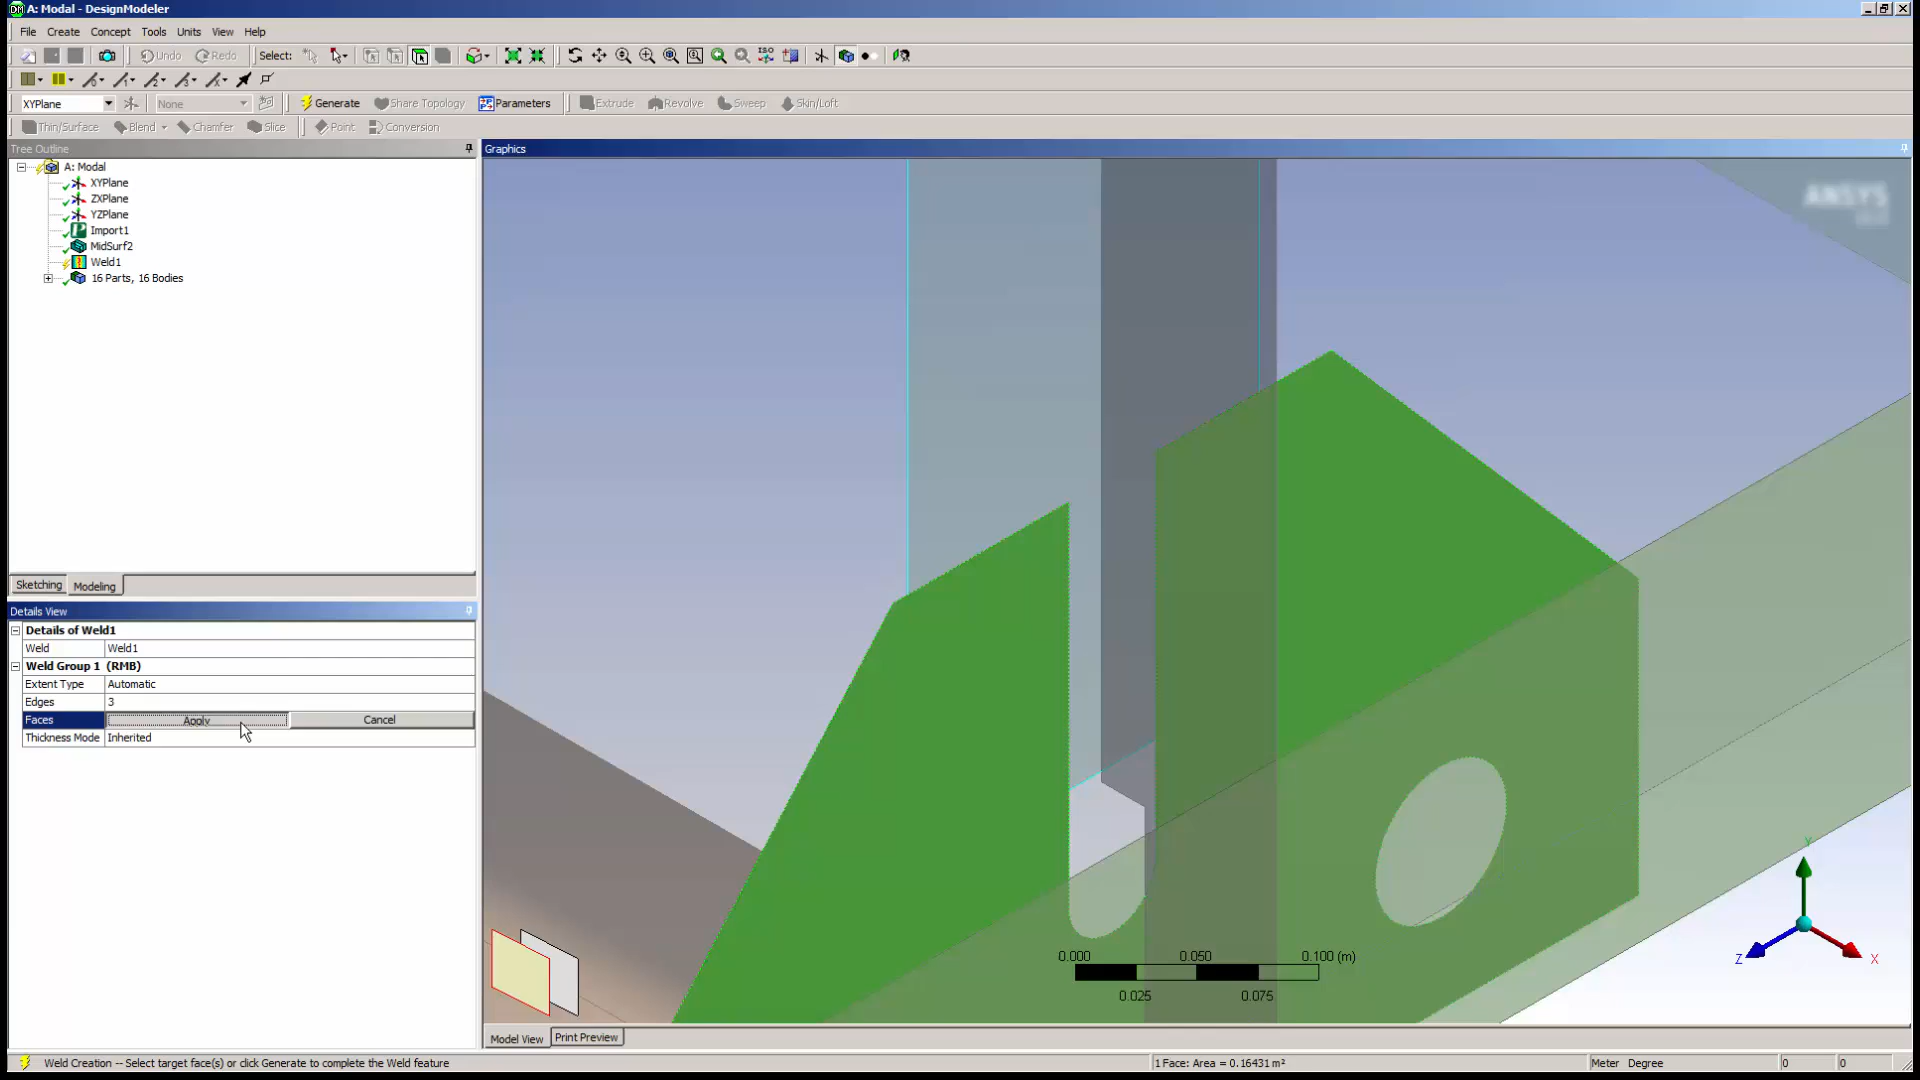 A: Modal - DesignModeler
File Create Concept Tools Units View Help
Undo Redo Select: ISO
XYPlane None Generate Share Topology Parameters Extrude Revolve Sweep Skin/Loft
Thin/Surface Blend Chamfer Slice Point Conversion
Tree Outline
A: Modal
XYPlane
ZXPlane
YZPlane
Import1
MidSurf2
Weld1
16 Parts, 16 Bodies
Sketching Modeling
Details View
Details of Weld1
Weld Weld1
Weld Group 1 (RMB)
Extent Type Automatic
Edges 3
Faces Apply Cancel
Thickness Mode Inherited
Graphics
ANSYS
0.000 0.050 0.100 (m)
0.025 0.075
Y
Z X
Model View Print Preview
Weld Creation -- Select target face(s) or click Generate to complete the Weld feature 1 Face: Area = 0.16431 m² Meter Degree 0 0